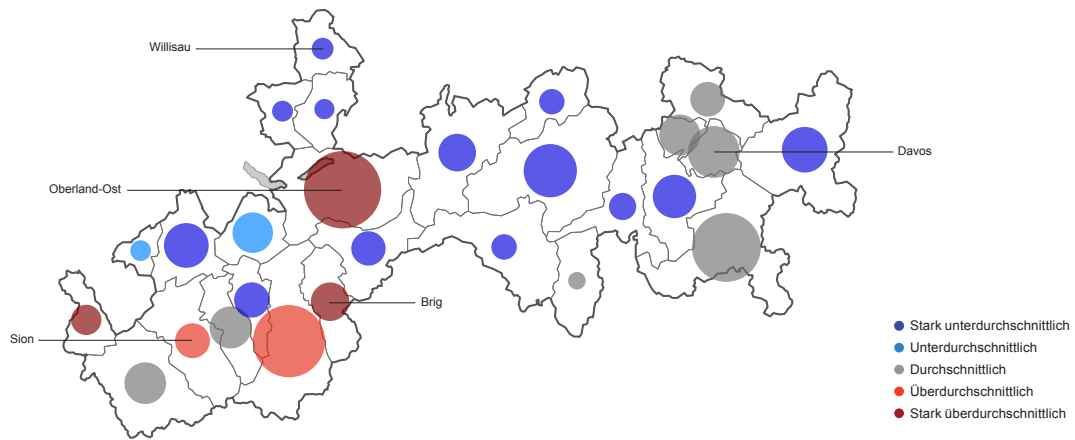 Willisau
Davos
Oberland-Ost
Brig
Sion
Stark unterdurchschnittlich
Unterdurchschnittlich
Durchschnittlich
Überdurchschnittlich
Stark überdurchschnittlich